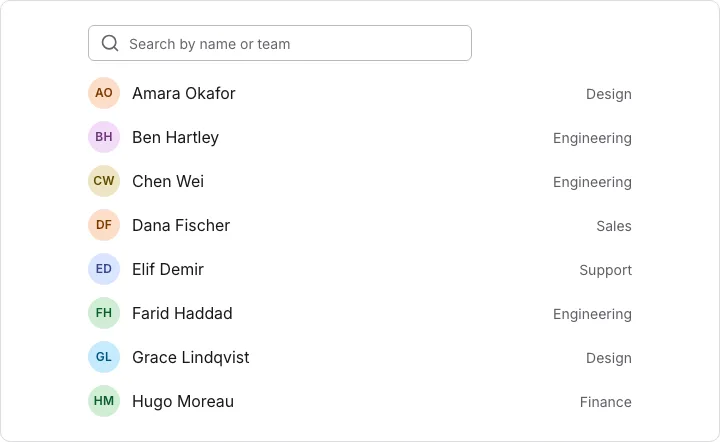 Search by name or team
AO Amara Okafor Design
BH Ben Hartley Engineering
CW Chen Wei Engineering
DF Dana Fischer Sales
ED Elif Demir Support
FH Farid Haddad Engineering
GL Grace Lindqvist Design
HM Hugo Moreau Finance